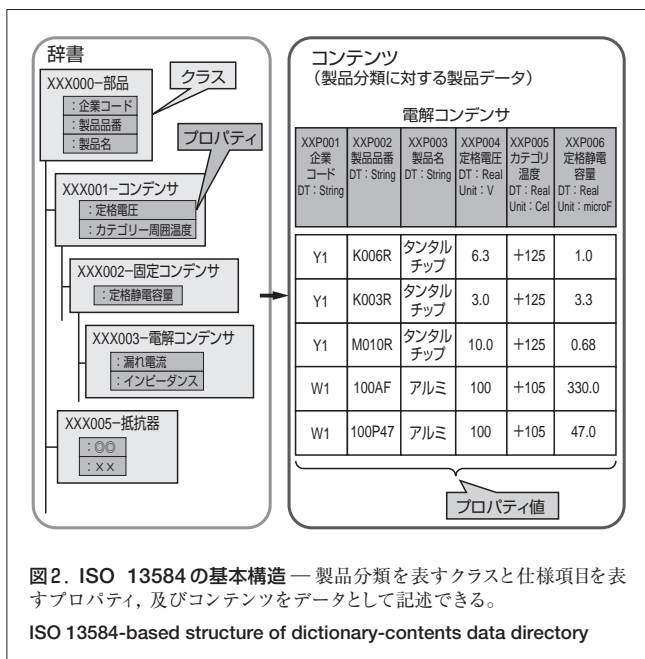 辞書
XXX000−部品
：企業コード
：製品品番
：製品名
クラス
プロパティ
XXX001−コンデンサ
：定格電圧
：カテゴリー周囲温度
XXX002−固定コンデンサ
：定格静電容量
XXX003−電解コンデンサ
：漏れ電流
：インピーダンス
XXX005−抵抗器
：◎◎
：××
コンテンツ
（製品分類に対する製品データ）
電解コンデンサ
XXP001 企業コード DT：String
XXP002 製品品番 DT：String
XXP003 製品名 DT：String
XXP004 定格電圧 DT：Real Unit：V
XXP005 カテゴリ温度 DT：Real Unit：Cel
XXP006 定格静電容量 DT：Real Unit：microF
Y1 K006R タンタルチップ 6.3 ＋125 1.0
Y1 K003R タンタルチップ 3.0 ＋125 3.3
Y1 M010R タンタルチップ 10.0 ＋125 0.68
W1 100AF アルミ 100 ＋105 330.0
W1 100P47 アルミ 100 ＋105 47.0
プロパティ値
図2．ISO 13584の基本構造 — 製品分類を表すクラスと仕様項目を表
すプロパティ，及びコンテンツをデータとして記述できる。
ISO 13584-based structure of dictionary-contents data directory